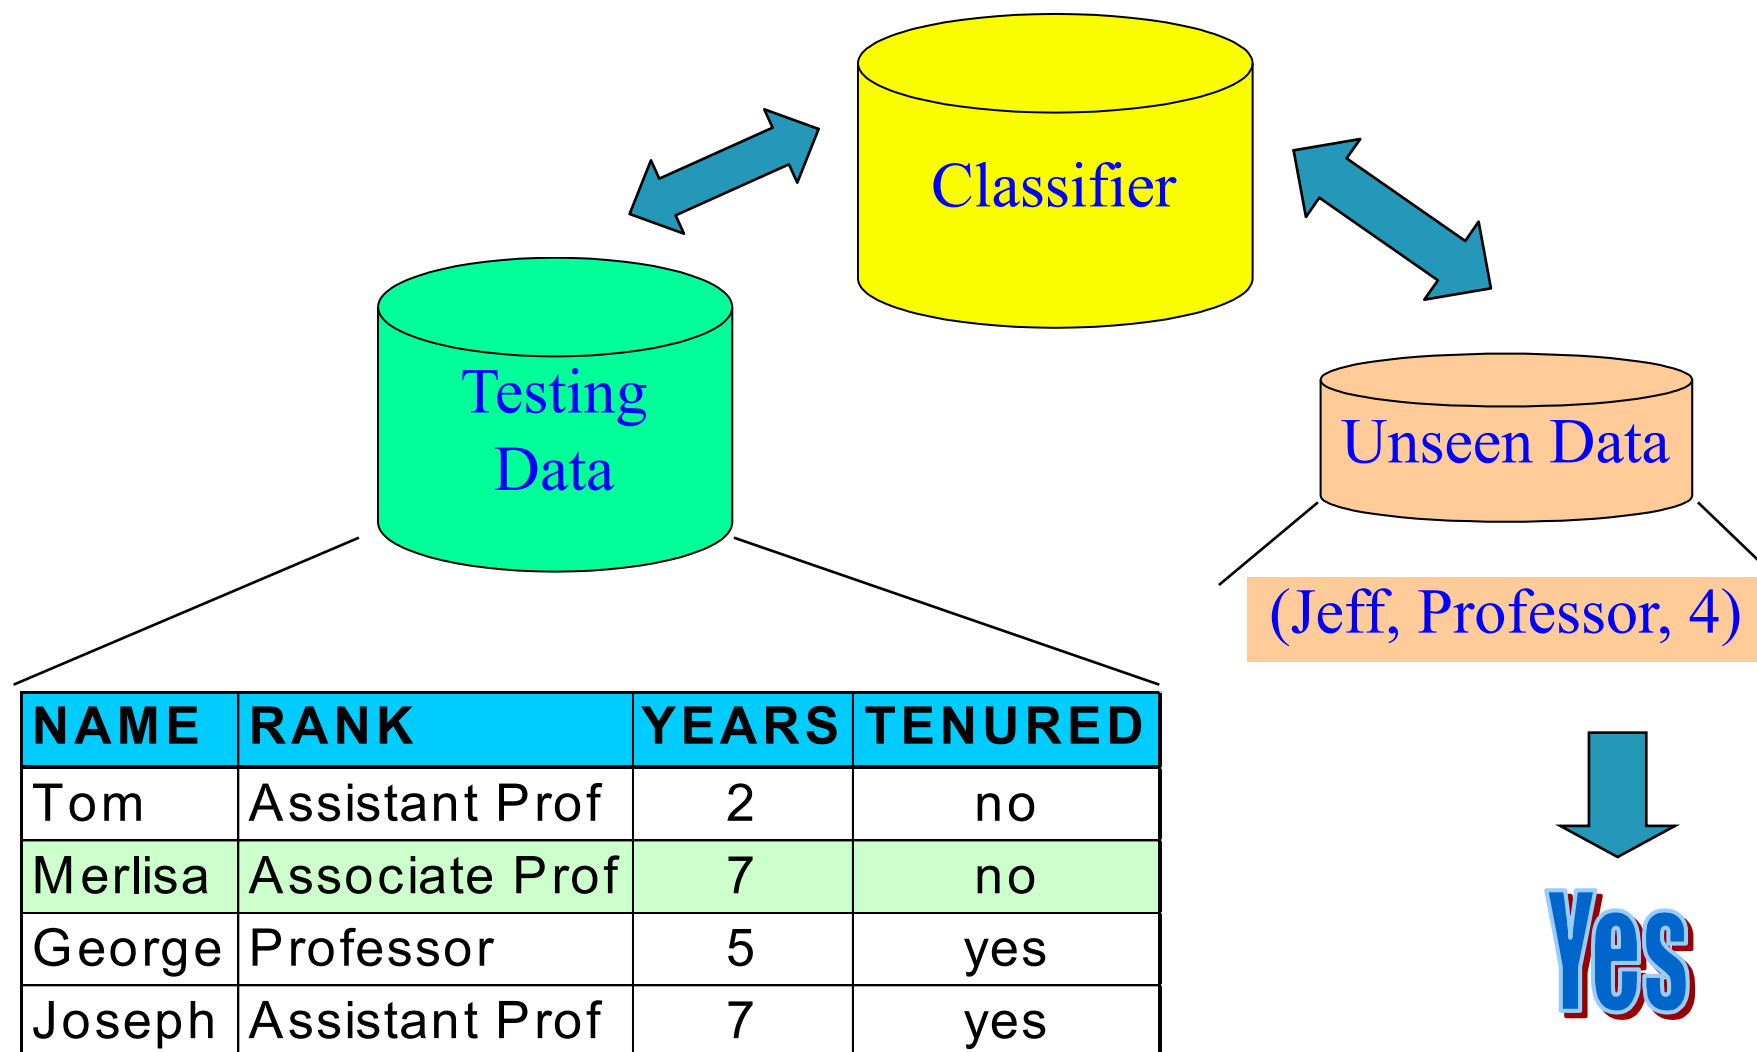 Classifier
Testing
Data
Unseen Data
(Jeff, Professor, 4)
NAME RANK YEARS TENURED
Tom Assistant Prof 2 no
Merlisa Associate Prof 7 no
George Professor 5 yes
Joseph Assistant Prof 7 yes
Yes